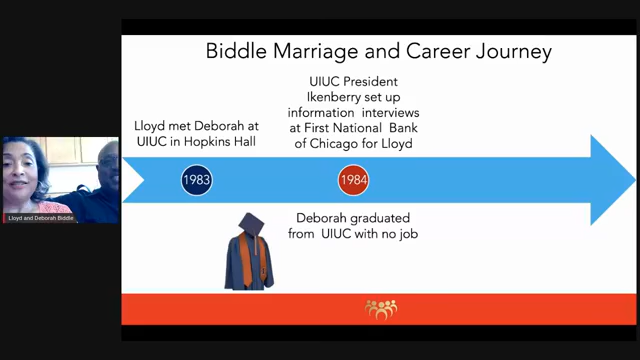 Biddle Marriage and Career Journey
UIUC President
Ikenberry set up
information interviews
at First National Bank
of Chicago for Lloyd
Lloyd met Deborah at
UIUC in Hopkins Hall
1983
1984
Deborah graduated
from UIUC with no job
Lloyd and Deborah Biddle